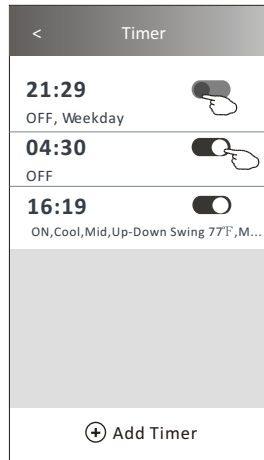 < Timer
21:29
OFF, Weekday
04:30
OFF
16:19
ON,Cool,Mid,Up-Down Swing 77℉,M...
Add Timer